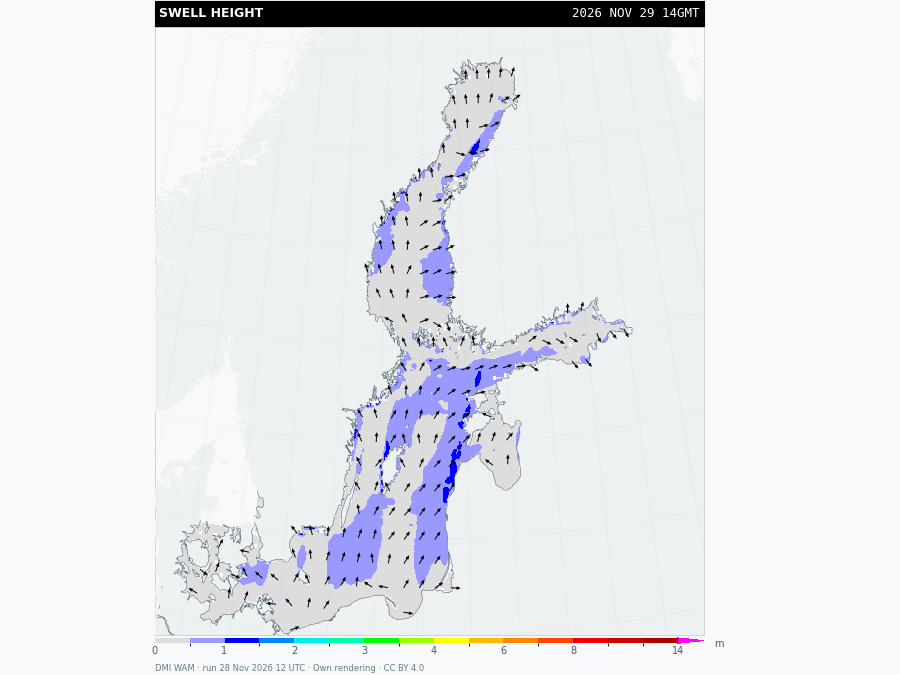 SWELL HEIGHT 2026 NOV 29 14GMT
0 1 2 3 4 6 8 14 m
DMI WAM · run 28 Nov 2026 12 UTC · Own rendering · CC BY 4.0